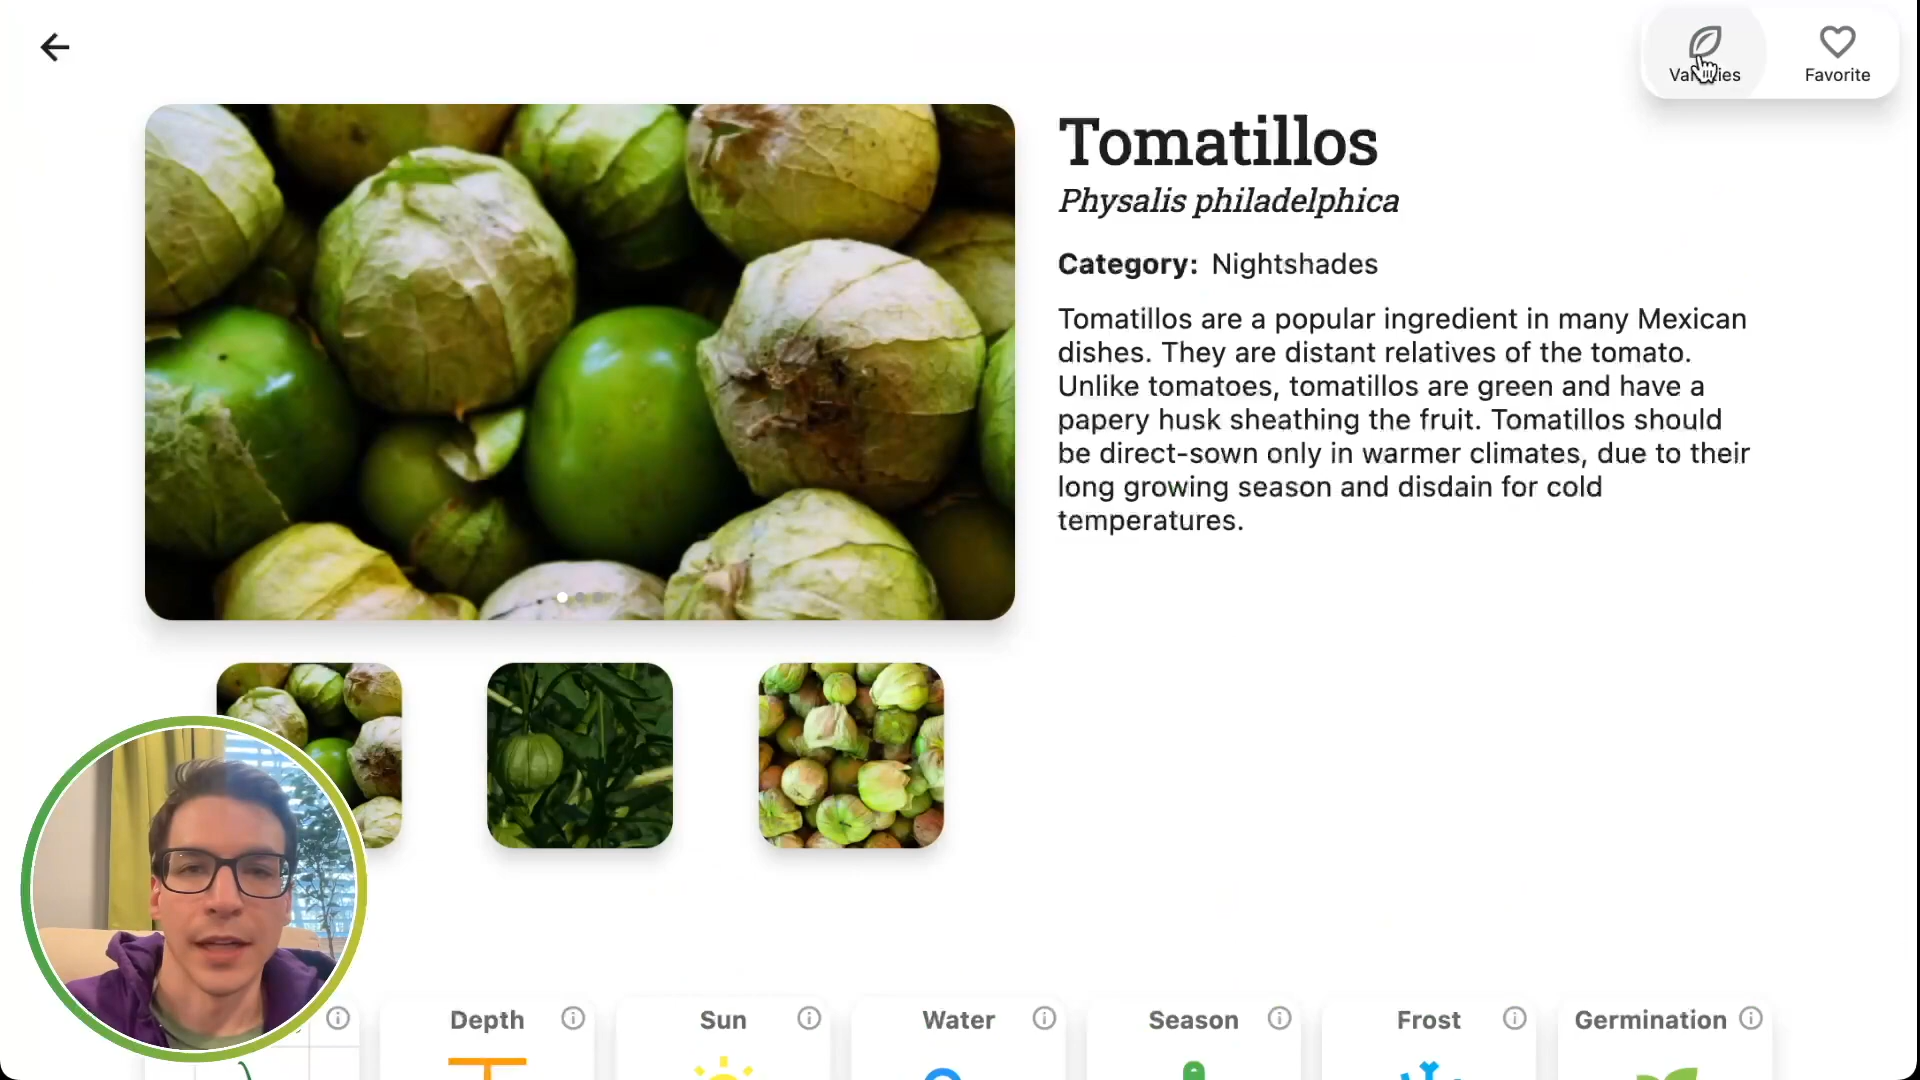 Varieties
Favorite
Tomatillos
Physalis philadelphica
Category: Nightshades
Tomatillos are a popular ingredient in many Mexican
dishes. They are distant relatives of the tomato.
Unlike tomatoes, tomatillos are green and have a
papery husk sheathing the fruit. Tomatillos should
be direct-sown only in warmer climates, due to their
long growing season and disdain for cold
temperatures.
Depth
Sun
Water
Season
Frost
Germination